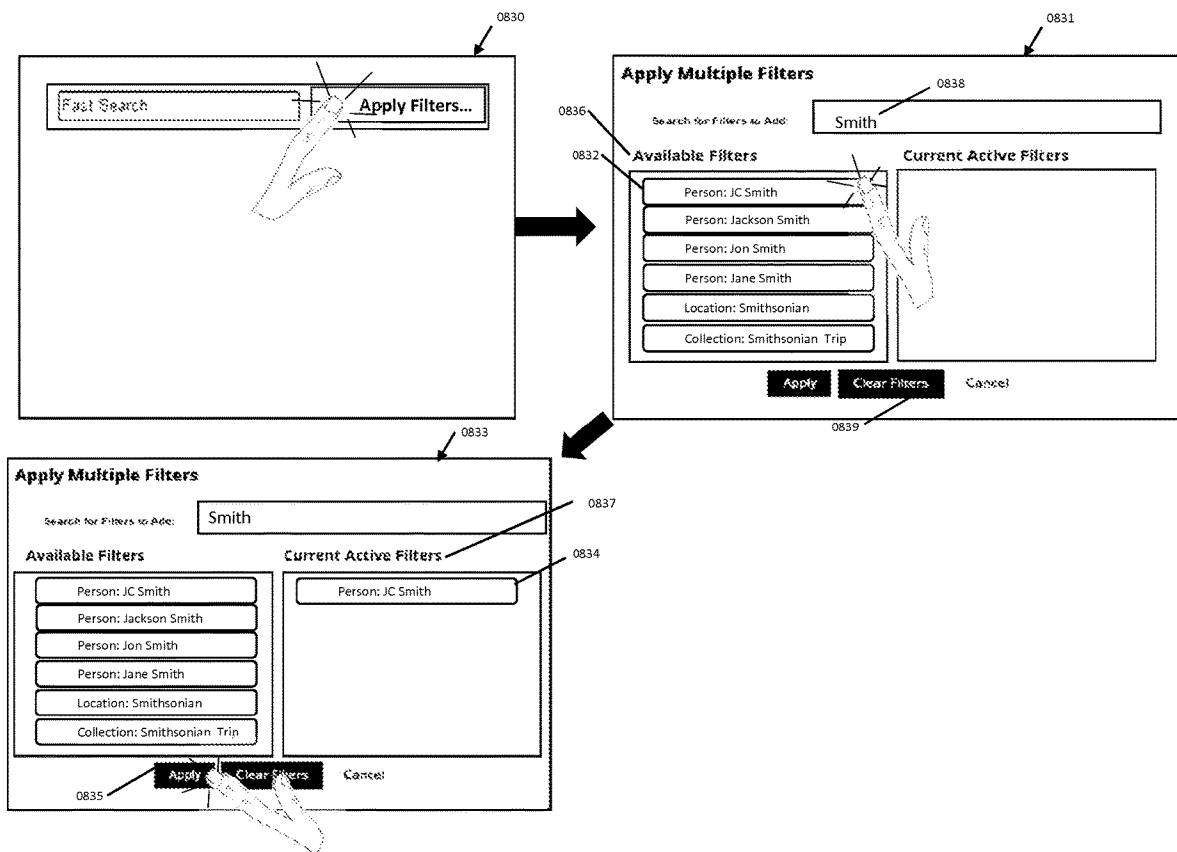 0830
Fast Search
Apply Filters...
0831
Apply Multiple Filters
0838
Search for Filters to Add:
Smith
0836
Available Filters
Current Active Filters
0832
Person: JC Smith
Person: Jackson Smith
Person: Jon Smith
Person: Jane Smith
Location: Smithsonian
Collection: Smithsonian Trip
Apply
Clear Filters
Cancel
0839
0833
Apply Multiple Filters
0837
Search for Filters to Add:
Smith
Available Filters
Current Active Filters
0834
Person: JC Smith
Person: JC Smith
Person: Jackson Smith
Person: Jon Smith
Person: Jane Smith
Location: Smithsonian
Collection: Smithsonian Trip
Apply
Clear Filters
Cancel
0835